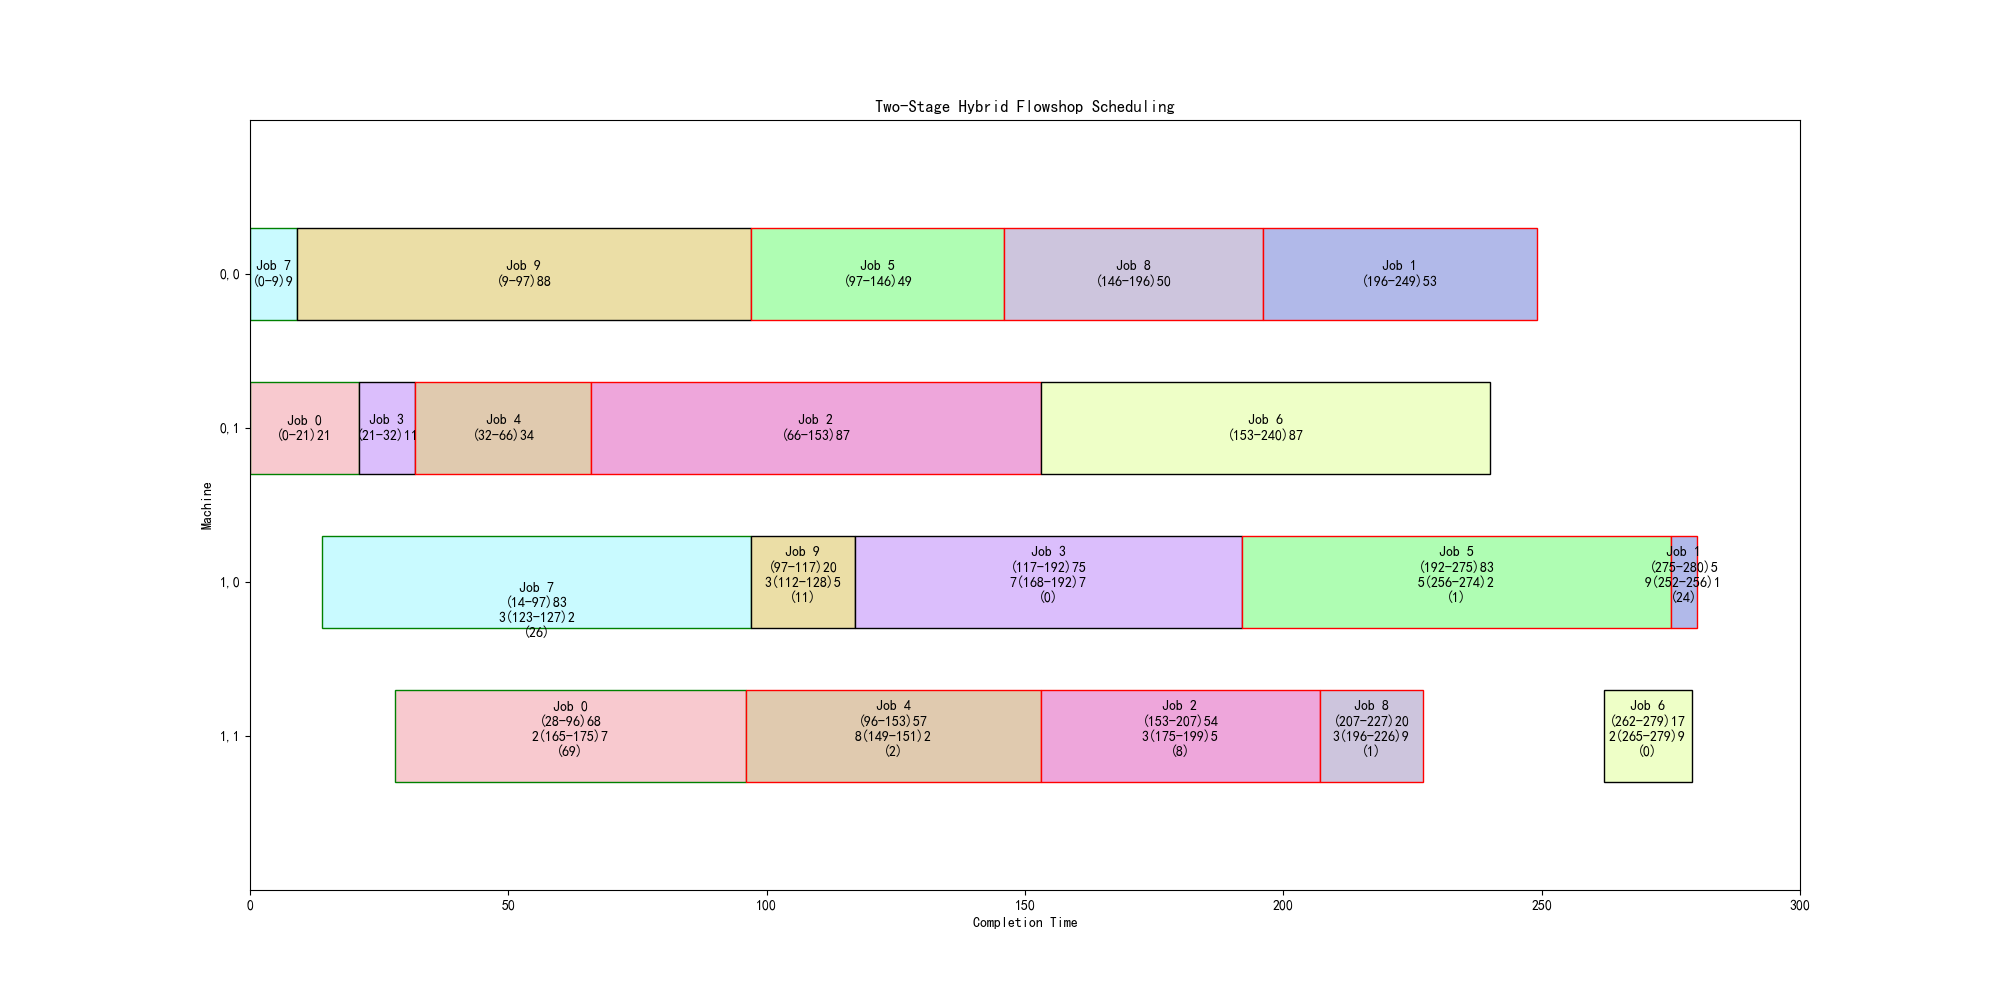 Two-Stage Hybrid Flowshop Scheduling
Machine
0,0
Job 7
(0-9)9
Job 9
(9-97)88
Job 5
(97-146)49
Job 8
(146-196)50
Job 1
(196-249)53
0,1
Job 0
(0-21)21
Job 3
(21-32)11
Job 4
(32-66)34
Job 2
(66-153)87
Job 6
(153-240)87
1,0
Job 7
(14-97)83
3(123-127)2
(26)
Job 9
(97-117)20
3(112-128)5
(11)
Job 3
(117-192)75
7(168-192)7
(0)
Job 5
(192-275)83
5(256-274)2
(1)
Job 1
(275-280)5
9(252-256)1
(24)
1,1
Job 0
(28-96)68
2(165-175)7
(69)
Job 4
(96-153)57
8(149-151)2
(2)
Job 2
(153-207)54
3(175-199)5
(8)
Job 8
(207-227)20
3(196-226)9
(1)
Job 6
(262-279)17
2(265-279)9
(0)
0 50 100 150 200 250 300
Completion Time